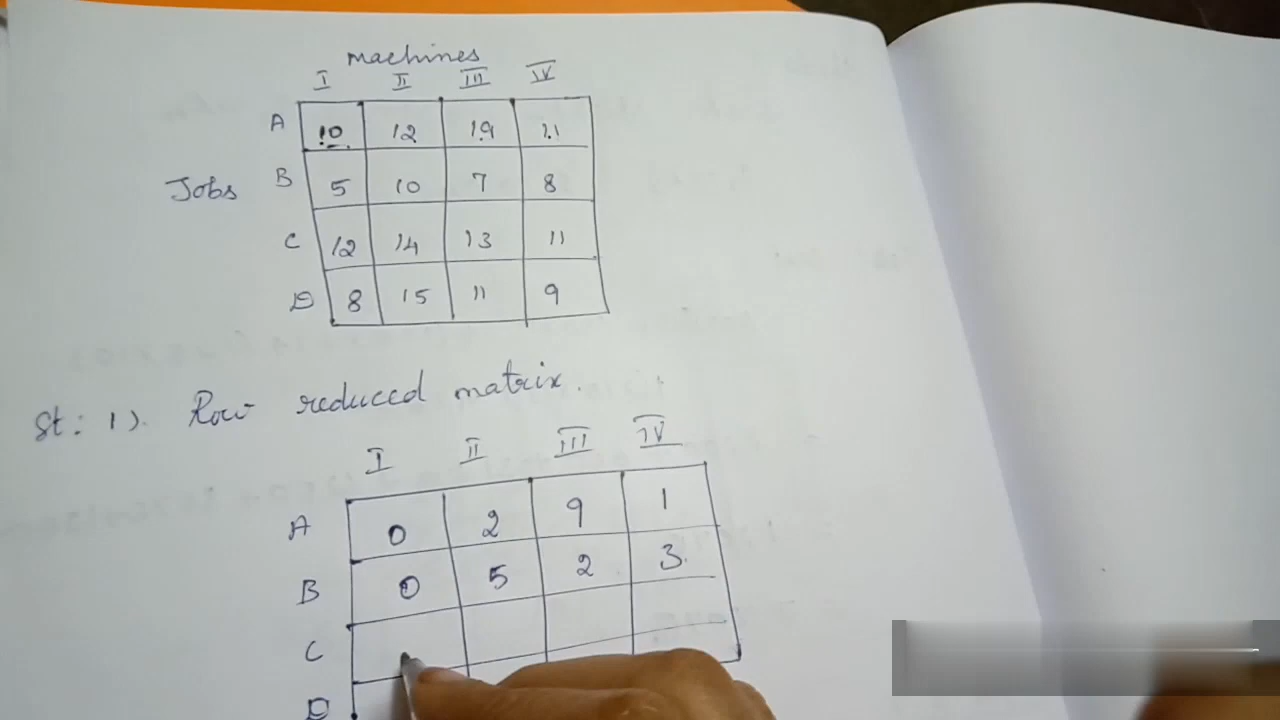 machines
I II III IV
A 10 12 19 11
Jobs B 5 10 7 8
C 12 14 13 11
D 8 15 11 9
St: 1). Row reduced matrix.
I II III IV
A 0 2 9 1
B 0 5 2 3
C
D